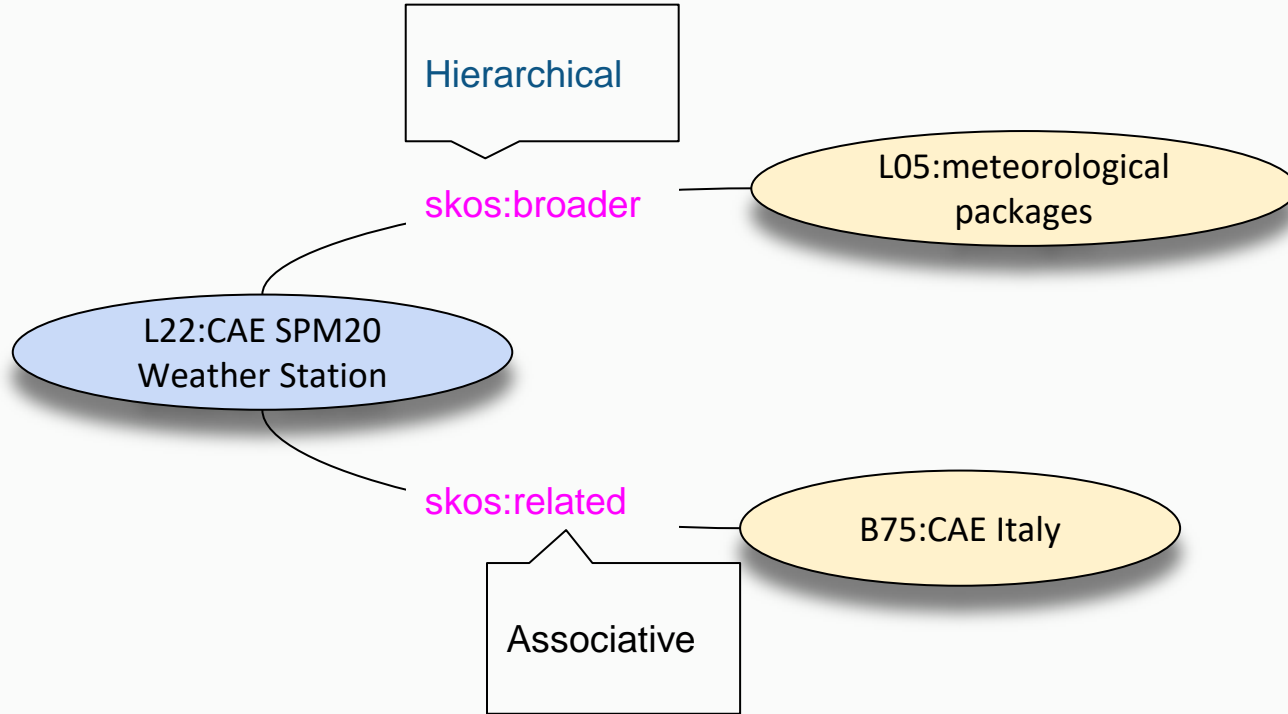 Hierarchical
L05:meteorological
packages
skos:broader
L22:CAE SPM20
Weather Station
skos:related
B75:CAE Italy
Associative